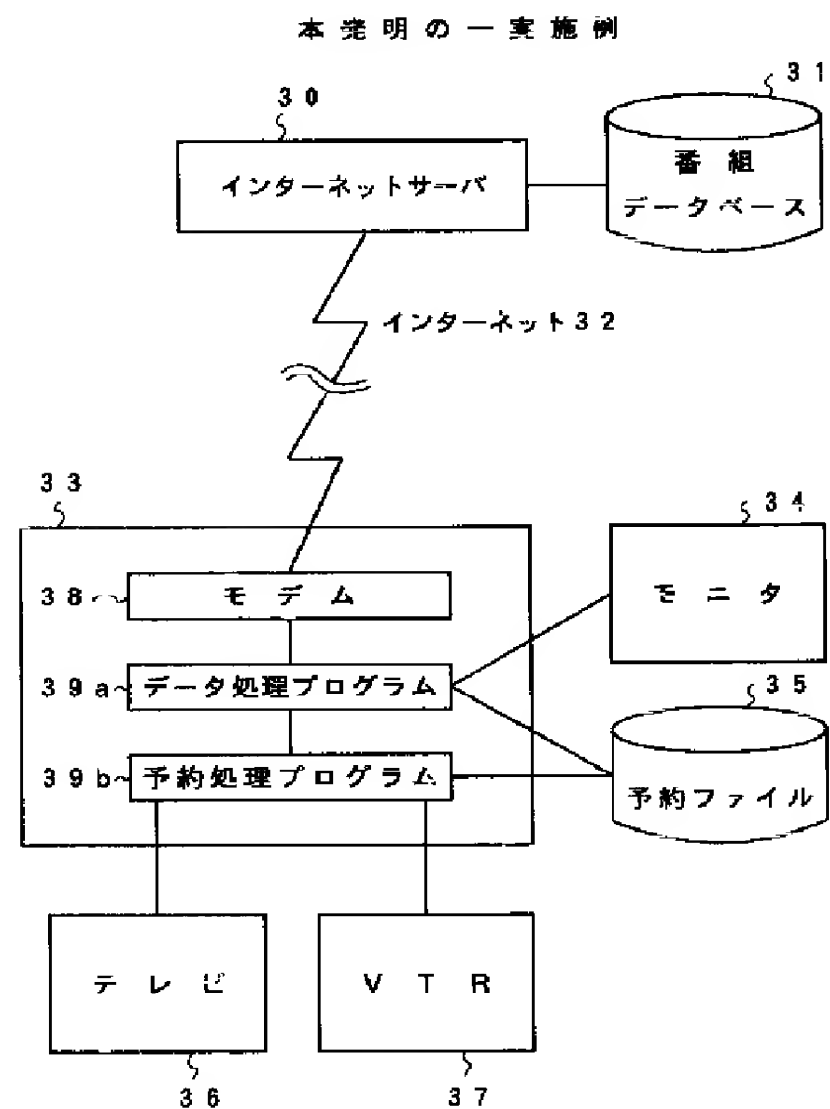 本発明の一実施例
31
30
インターネットサーバ
番組
データベース
インターネット32
33
34
38
モデム
モニタ
39a
データ処理プログラム
35
39b
予約処理プログラム
予約ファイル
テレビ
VTR
36
37